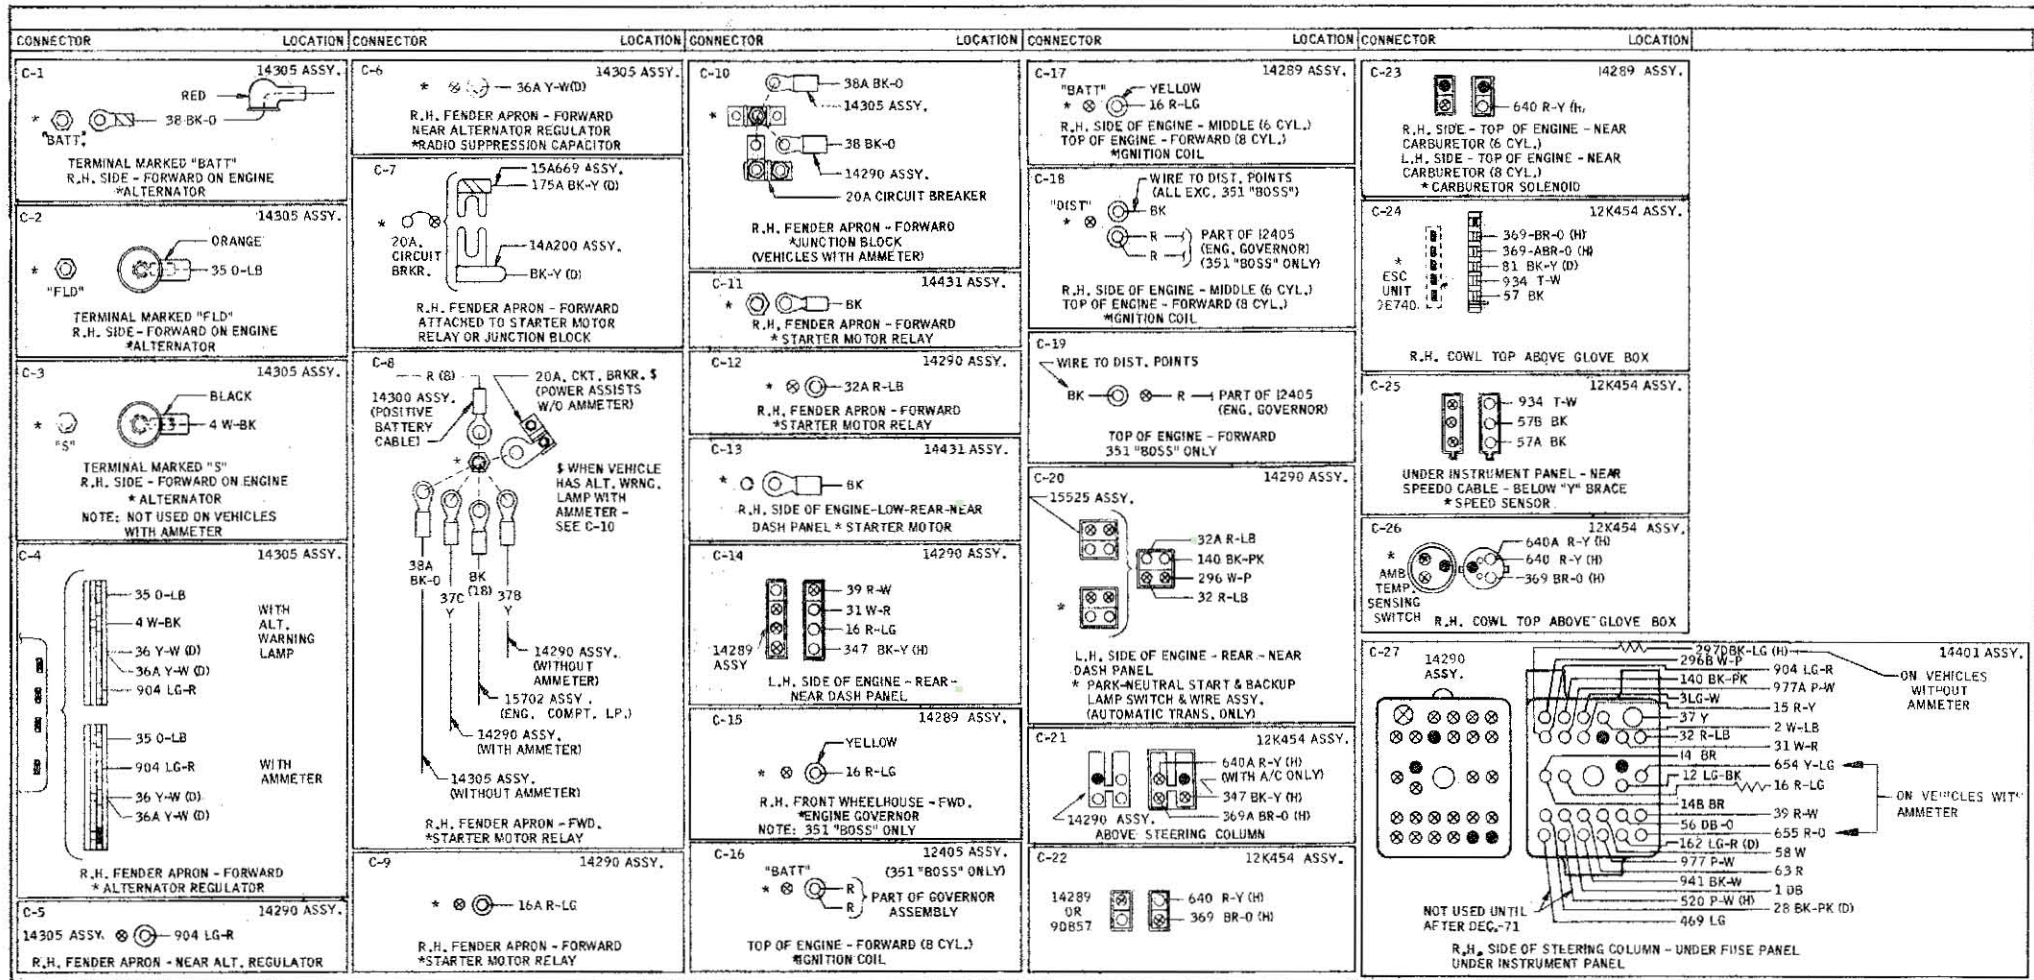 CONNECTOR LOCATION CONNECTOR LOCATION CONNECTOR LOCATION CONNECTOR LOCATION CONNECTOR LOCATION
C-1 14305 ASSY.
RED
38 BK-O
"BATT."
*
TERMINAL MARKED "BATT"
R.H. SIDE - FORWARD ON ENGINE
*ALTERNATOR
C-2 14305 ASSY.
ORANGE
*
35 O-LB
"FLD"
TERMINAL MARKED "FLD"
R.H. SIDE - FORWARD ON ENGINE
*ALTERNATOR
C-3 14305 ASSY.
BLACK
*
4 W-BK
"S"
TERMINAL MARKED "S"
R.H. SIDE - FORWARD ON ENGINE
* ALTERNATOR
NOTE: NOT USED ON VEHICLES
WITH AMMETER
C-4 14305 ASSY.
35 O-LB
4 W-BK
36 Y-W (D)
36A Y-W (D)
904 LG-R
WITH
ALT.
WARNING
LAMP
35 O-LB
904 LG-R
36 Y-W (D)
36A Y-W (D)
WITH
AMMETER
R.H. FENDER APRON - FORWARD
* ALTERNATOR REGULATOR
C-5 14290 ASSY.
14305 ASSY. 904 LG-R
R.H. FENDER APRON - NEAR ALT. REGULATOR
C-6 14305 ASSY.
* 36A Y-W(D)
R.H. FENDER APRON - FORWARD
NEAR ALTERNATOR REGULATOR
*RADIO SUPPRESSION CAPACITOR
C-7
15A669 ASSY.
175A BK-Y (D)
*
20A.
CIRCUIT
BRKR.
14A200 ASSY.
BK-Y (D)
R.H. FENDER APRON - FORWARD
ATTACHED TO STARTER MOTOR
RELAY OR JUNCTION BLOCK
C-8
R (8)
14300 ASSY.
(POSITIVE
BATTERY
CABLE)
20A. CKT. BRKR. $
(POWER ASSISTS
W/O AMMETER)
*
$ WHEN VEHICLE
HAS ALT. WRNG.
LAMP WITH
AMMETER -
SEE C-10
38A
BK-O
37C
Y
BK
(18)
37B
Y
14290 ASSY.
(WITHOUT
AMMETER)
15702 ASSY.
(ENG. COMPT. LP.)
14290 ASSY.
(WITH AMMETER)
14305 ASSY.
(WITHOUT AMMETER)
R.H. FENDER APRON - FWD.
*STARTER MOTOR RELAY
C-9 14290 ASSY.
* 16A R-LG
R.H. FENDER APRON - FORWARD
*STARTER MOTOR RELAY
C-10
38A BK-O
14305 ASSY.
*
38 BK-O
14290 ASSY.
20A CIRCUIT BREAKER
R.H. FENDER APRON - FORWARD
*JUNCTION BLOCK
(VEHICLES WITH AMMETER)
C-11 14431 ASSY.
* BK
R.H. FENDER APRON - FORWARD
* STARTER MOTOR RELAY
C-12 14290 ASSY.
* 32A R-LB
R.H. FENDER APRON - FORWARD
*STARTER MOTOR RELAY
C-13 14431 ASSY.
* BK
R.H. SIDE OF ENGINE-LOW-REAR-NEAR
DASH PANEL * STARTER MOTOR
C-14 14290 ASSY.
39 R-W
31 W-R
16 R-LG
347 BK-Y (H)
14289
ASSY
L.H. SIDE OF ENGINE - REAR -
NEAR DASH PANEL
C-15 14289 ASSY.
YELLOW
* 16 R-LG
R.H. FRONT WHEELHOUSE - FWD.
*ENGINE GOVERNOR
NOTE: 351 "BOSS" ONLY
C-16 12405 ASSY.
"BATT" (351 "BOSS" ONLY)
* R
R
PART OF GOVERNOR
ASSEMBLY
TOP OF ENGINE - FORWARD (8 CYL.)
*IGNITION COIL
C-17 14289 ASSY.
"BATT" YELLOW
* 16 R-LG
R.H. SIDE OF ENGINE - MIDDLE (6 CYL.)
TOP OF ENGINE - FORWARD (8 CYL.)
*IGNITION COIL
C-18
WIRE TO DIST. POINTS
(ALL EXC. 351 "BOSS")
"DIST"
BK
*
R
R
PART OF 12405
(ENG. GOVERNOR)
(351 "BOSS" ONLY)
R.H. SIDE OF ENGINE - MIDDLE (6 CYL.)
TOP OF ENGINE - FORWARD (8 CYL.)
*IGNITION COIL
C-19
WIRE TO DIST. POINTS
BK R PART OF 12405
(ENG. GOVERNOR)
TOP OF ENGINE - FORWARD
351 "BOSS" ONLY
C-20 14290 ASSY.
15525 ASSY.
32A R-LB
140 BK-PK
296 W-P
32 R-LB
*
L.H. SIDE OF ENGINE - REAR - NEAR
DASH PANEL
* PARK-NEUTRAL START & BACKUP
LAMP SWITCH & WIRE ASSY.
(AUTOMATIC TRANS. ONLY)
C-21 12K454 ASSY.
640A R-Y (H)
(WITH A/C ONLY)
347 BK-Y (H)
369A BR-O (H)
14290 ASSY.
ABOVE STEERING COLUMN
C-22 12K454 ASSY.
14289
OR
9D857
640 R-Y (H)
369 BR-O (H)
C-23 14289 ASSY.
640 R-Y (H,
R.H. SIDE - TOP OF ENGINE - NEAR
CARBURETOR (6 CYL.)
L.H. SIDE - TOP OF ENGINE - NEAR
CARBURETOR (8 CYL.)
* CARBURETOR SOLENOID
C-24 12K454 ASSY.
369-BR-O (H)
369-ABR-O (H)
81 BK-Y (D)
934 T-W
57 BK
*
ESC
UNIT
R.H. COWL TOP ABOVE GLOVE BOX
C-25 12K454 ASSY.
934 T-W
57B BK
57A BK
UNDER INSTRUMENT PANEL - NEAR
SPEEDO CABLE - BELOW "Y" BRACE
* SPEED SENSOR
C-26 12K454 ASSY.
*
AMB
TEMP.
SENSING
SWITCH
640A R-Y (H)
640 R-Y (H)
369 BR-O (H)
R.H. COWL TOP ABOVE GLOVE BOX
C-27 14401 ASSY.
14290
ASSY.
297DBK-LG (H)
296B W-P
904 LG-R
140 BK-PK
977A P-W
3LG-W
15 R-Y
37 Y
2 W-LB
32 R-LB
31 W-R
14 BR
654 Y-LG
12 LG-BK
16 R-LG
14B BR
39 R-W
56 DB-O
655 R-O
162 LG-R (D)
58 W
977 P-W
63 R
941 BK-W
1 DB
520 P-W (H)
28 BK-PK (D)
469 LG
ON VEHICLES
WITHOUT
AMMETER
ON VEHICLES WITH
AMMETER
NOT USED UNTIL
AFTER DEC.-71
R.H. SIDE OF STEERING COLUMN - UNDER FUSE PANEL
UNDER INSTRUMENT PANEL